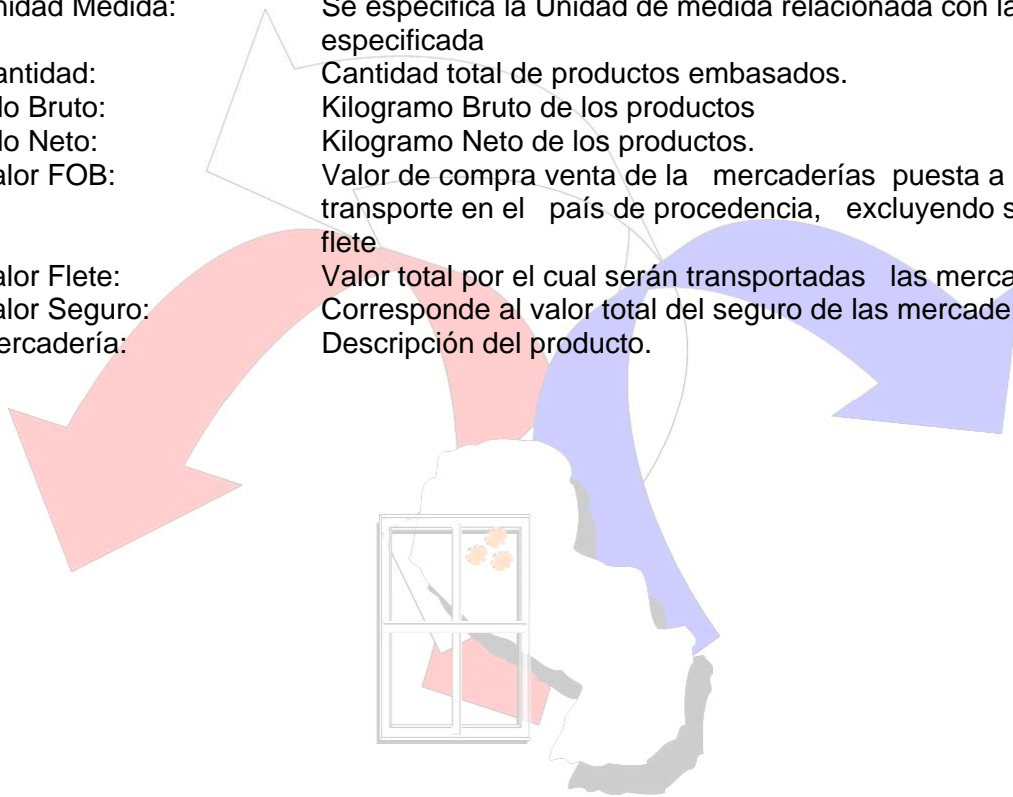 nidad Medida: Se especifica la Unidad de medida relacionada con la
especificada
antidad: Cantidad total de productos embasados.
lo Bruto: Kilogramo Bruto de los productos
lo Neto: Kilogramo Neto de los productos.
alor FOB: Valor de compra venta de la mercaderías puesta a
transporte en el país de procedencia, excluyendo s
flete
alor Flete: Valor total por el cual serán transportadas las merca
alor Seguro: Corresponde al valor total del seguro de las mercade
ercadería: Descripción del producto.